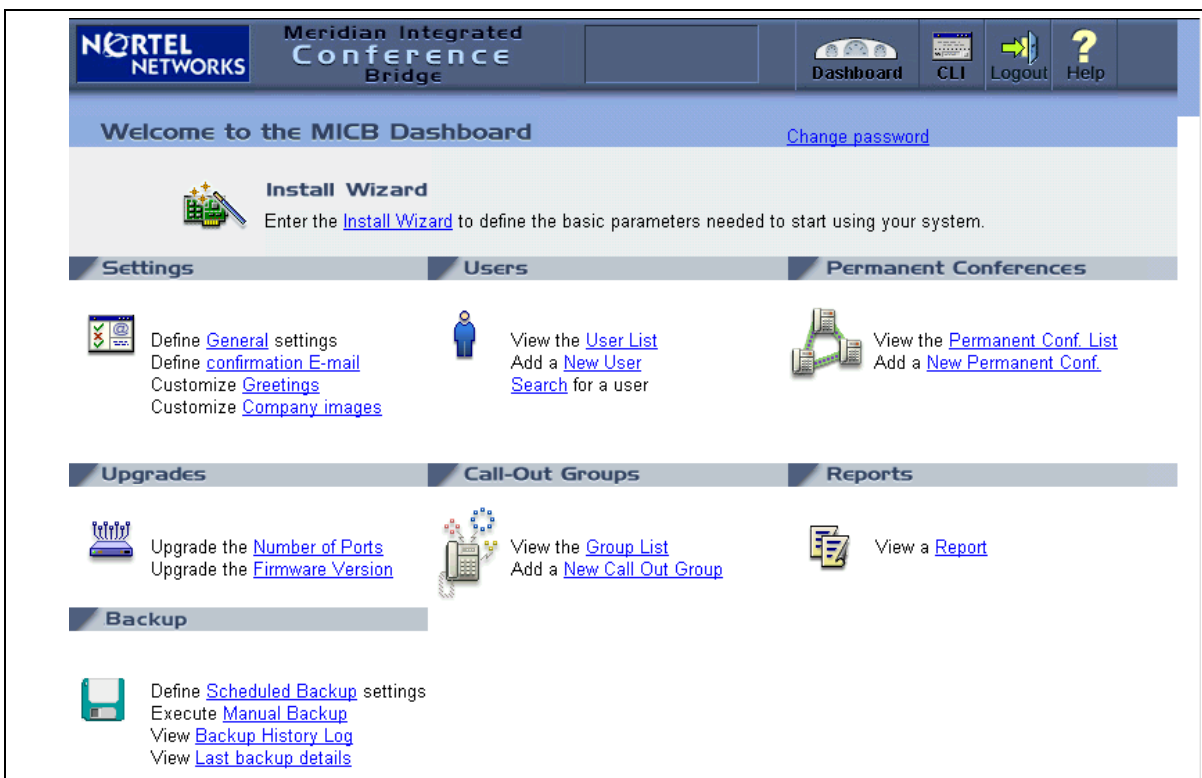 NORTEL
NETWORKS
Meridian Integrated
Conference
Bridge
Dashboard
CLI
Logout
Help
Welcome to the MICB Dashboard
Change password
Install Wizard
Enter the Install Wizard to define the basic parameters needed to start using your system.
Settings
Define General settings
Define confirmation E-mail
Customize Greetings
Customize Company images
Users
View the User List
Add a New User
Search for a user
Permanent Conferences
View the Permanent Conf. List
Add a New Permanent Conf.
Upgrades
Upgrade the Number of Ports
Upgrade the Firmware Version
Call-Out Groups
View the Group List
Add a New Call Out Group
Reports
View a Report
Backup
Define Scheduled Backup settings
Execute Manual Backup
View Backup History Log
View Last backup details